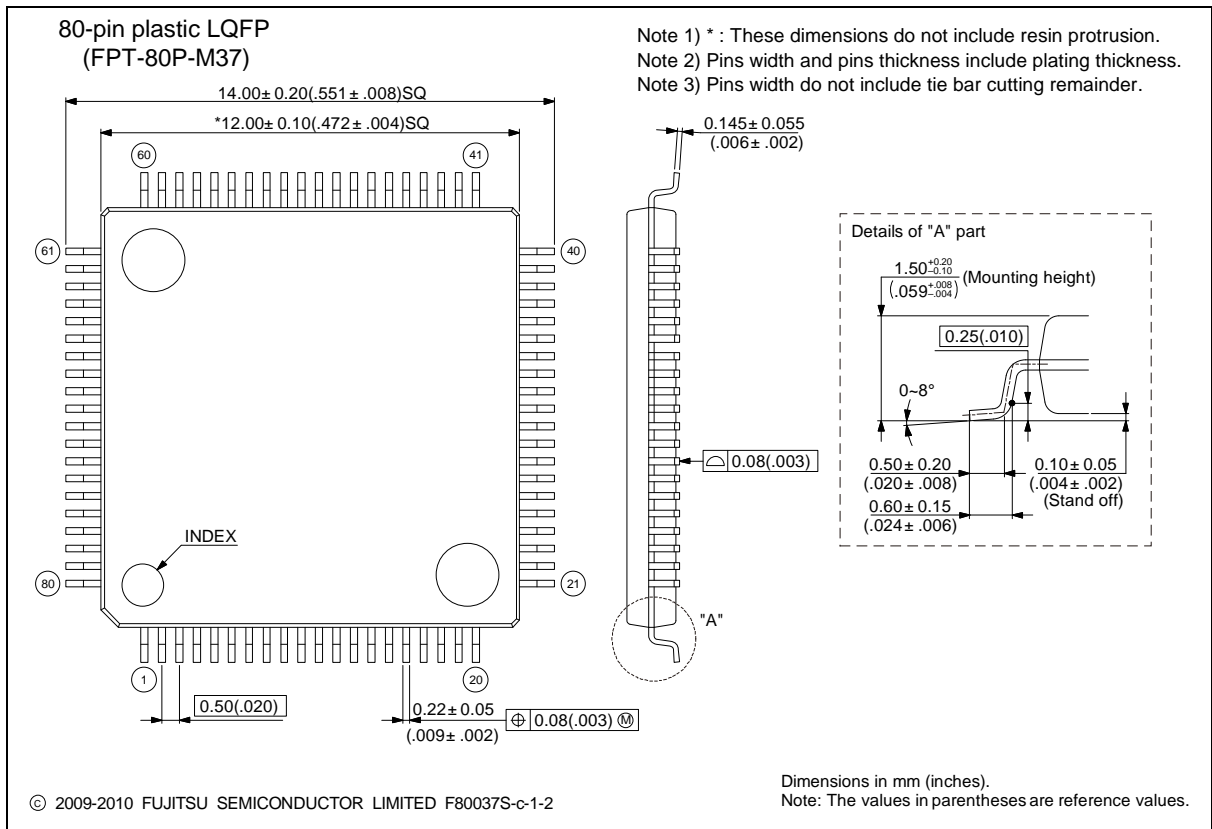 80-pin plastic LQFP
(FPT-80P-M37)
Note 1) * : These dimensions do not include resin protrusion.
Note 2) Pins width and pins thickness include plating thickness.
Note 3) Pins width do not include tie bar cutting remainder.
14.00± 0.20(.551 ± .008)SQ
*12.00± 0.10(.472 ± .004)SQ
60
41
61
40
INDEX
80
21
1
20
0.50(.020)
0.22± 0.05
(.009± .002)
⌖ 0.08(.003) Ⓜ
0.145± 0.055
(.006± .002)
⌓ 0.08(.003)
"A"
Details of "A" part
1.50 +0.20 –0.10 (Mounting height)
(.059 +.008 –.004)
0.25(.010)
0~8°
0.50± 0.20
(.020± .008)
0.60± 0.15
(.024± .006)
0.10± 0.05
(.004± .002)
(Stand off)
© 2009-2010 FUJITSU SEMICONDUCTOR LIMITED F80037S-c-1-2
Dimensions in mm (inches).
Note: The values in parentheses are reference values.